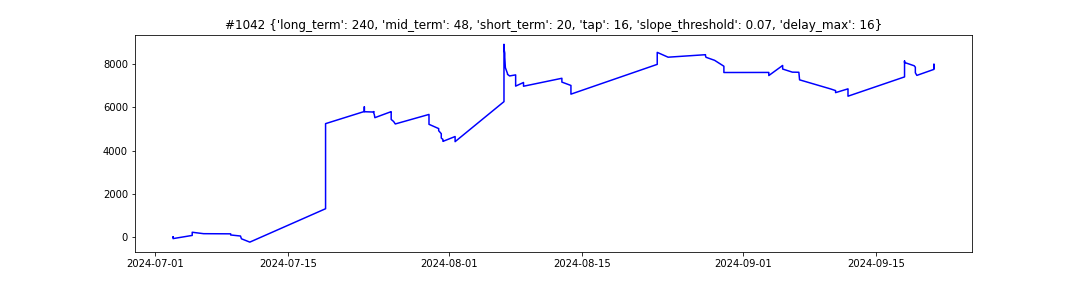 #1042 {'long_term': 240, 'mid_term': 48, 'short_term': 20, 'tap': 16, 'slope_threshold': 0.07, 'delay_max': 16}
8000
6000
4000
2000
0
2024-07-01 2024-07-15 2024-08-01 2024-08-15 2024-09-01 2024-09-15